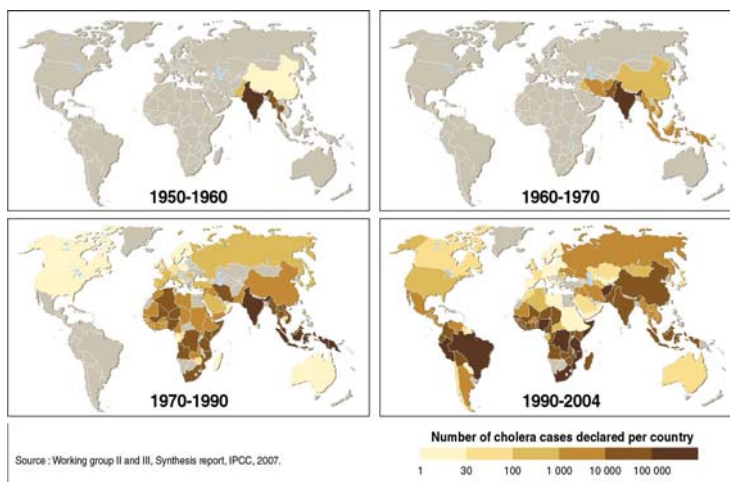 1950-1960
1960-1970
1970-1990
1990-2004
Source : Working group II and III, Synthesis report, IPCC, 2007.
Number of cholera cases declared per country
1 30 100 1 000 10 000 100 000